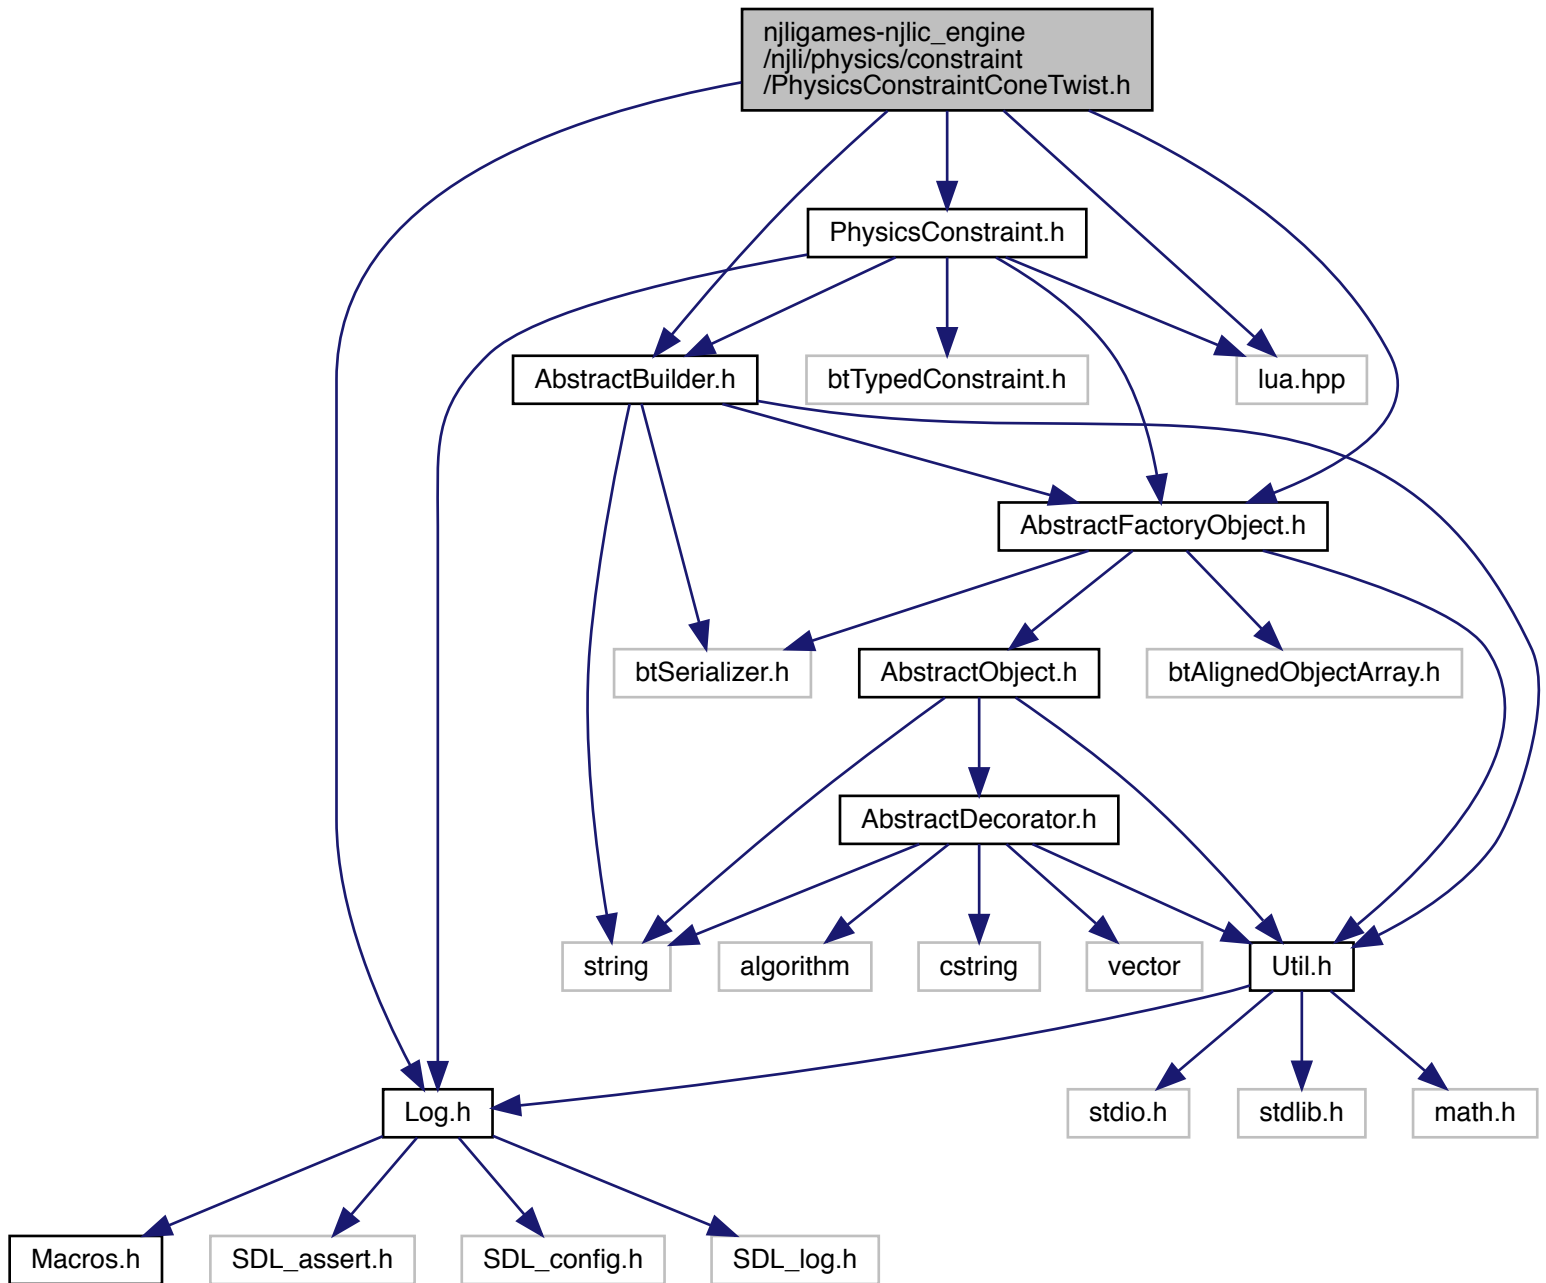 njligames-njlic_engine
/njli/physics/constraint
/PhysicsConstraintConeTwist.h
PhysicsConstraint.h
AbstractBuilder.h
btTypedConstraint.h
lua.hpp
AbstractFactoryObject.h
btSerializer.h
AbstractObject.h
btAlignedObjectArray.h
AbstractDecorator.h
string
algorithm
cstring
vector
Util.h
Log.h
stdio.h
stdlib.h
math.h
Macros.h
SDL_assert.h
SDL_config.h
SDL_log.h